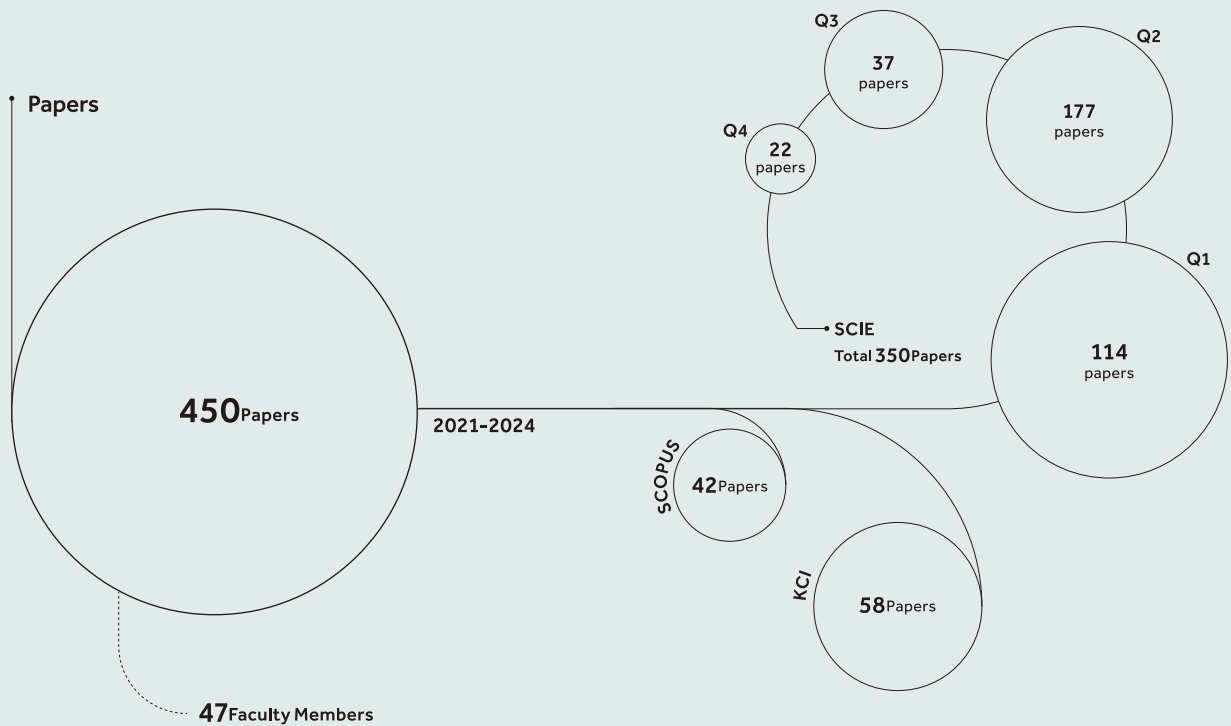 Papers
450Papers
47Faculty Members
2021-2024
SCOPUS
42Papers
KCI
58Papers
Q1
114
papers
Q2
177
papers
Q3
37
papers
Q4
22
papers
SCIE
Total 350Papers